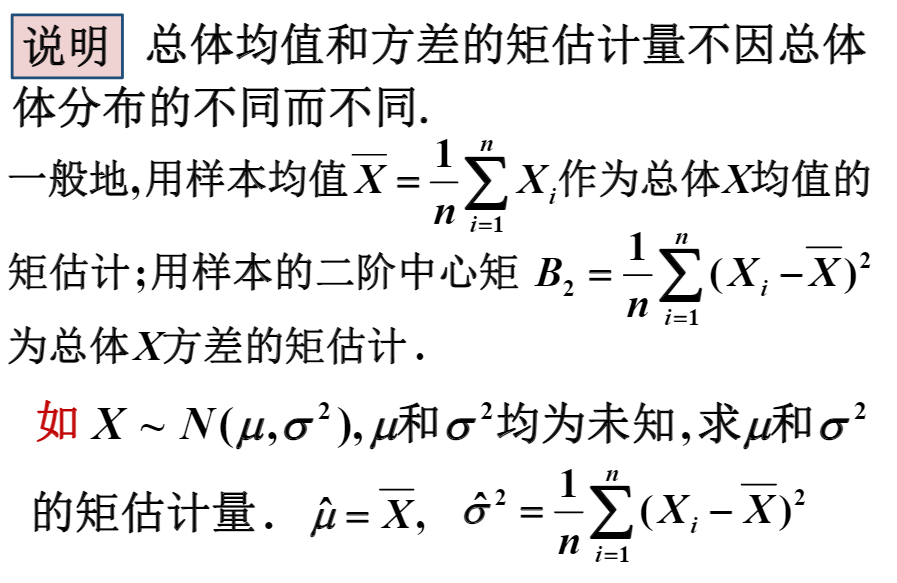 说明 总体均值和方差的矩估计量不因总体
体分布的不同而不同.
一般地,用样本均值 $\overline{X} = \frac{1}{n}\sum_{i=1}^{n} X_i$ 作为总体X均值的
矩估计;用样本的二阶中心矩 $B_2 = \frac{1}{n}\sum_{i=1}^{n}(X_i - \overline{X})^2$
为总体X方差的矩估计.
如 $X \sim N(\mu,\sigma^2)$,$\mu$和$\sigma^2$均为未知,求$\mu$和$\sigma^2$
的矩估计量. $\hat{\mu} = \overline{X}$, $\hat{\sigma}^2 = \frac{1}{n}\sum_{i=1}^{n}(X_i - \overline{X})^2$